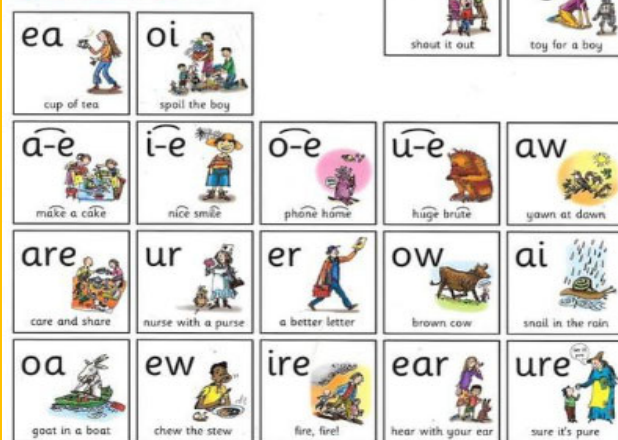 shout it out
toy for a boy
ea
cup of tea
oi
spoil the boy
a-e
make a cake
i-e
nice smile
o-e
phone home
u-e
huge brute
aw
yawn at dawn
are
care and share
ur
nurse with a purse
er
a better letter
ow
brown cow
ai
snail in the rain
oa
goat in a boat
ew
chew the stew
ire
fire, fire!
ear
hear with your ear
ure
sure it's pure